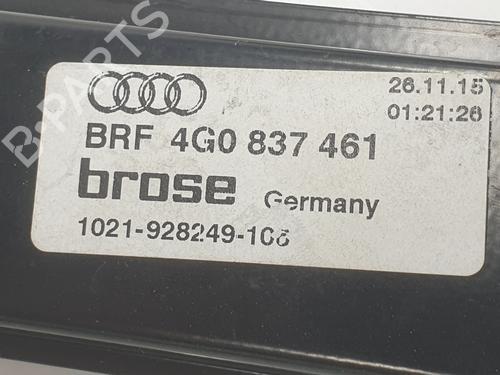 26.11.15
01:21:26
BRF 4G0 837 461
brose Germany
B-PARTS